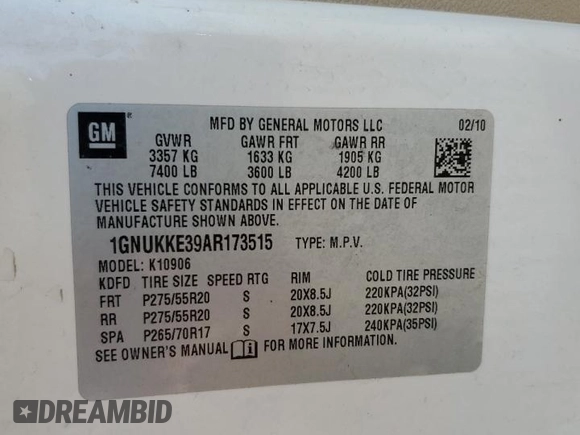 GM
MFD BY GENERAL MOTORS LLC 02/10
GVWR GAWR FRT GAWR RR
3357 KG 1633 KG 1905 KG
7400 LB 3600 LB 4200 LB
THIS VEHICLE CONFORMS TO ALL APPLICABLE U.S. FEDERAL MOTOR
VEHICLE SAFETY STANDARDS IN EFFECT ON THE DATE OF
MANUFACTURE SHOWN ABOVE.
1GNUKKE39AR173515 TYPE: M.P.V.
MODEL: K10906
KDFD TIRE SIZE SPEED RTG RIM COLD TIRE PRESSURE
FRT P275/55R20 S 20X8.5J 220KPA(32PSI)
RR P275/55R20 S 20X8.5J 220KPA(32PSI)
SPA P265/70R17 S 17X7.5J 240KPA(35PSI)
SEE OWNER'S MANUAL FOR MORE INFORMATION.
DREAMBID